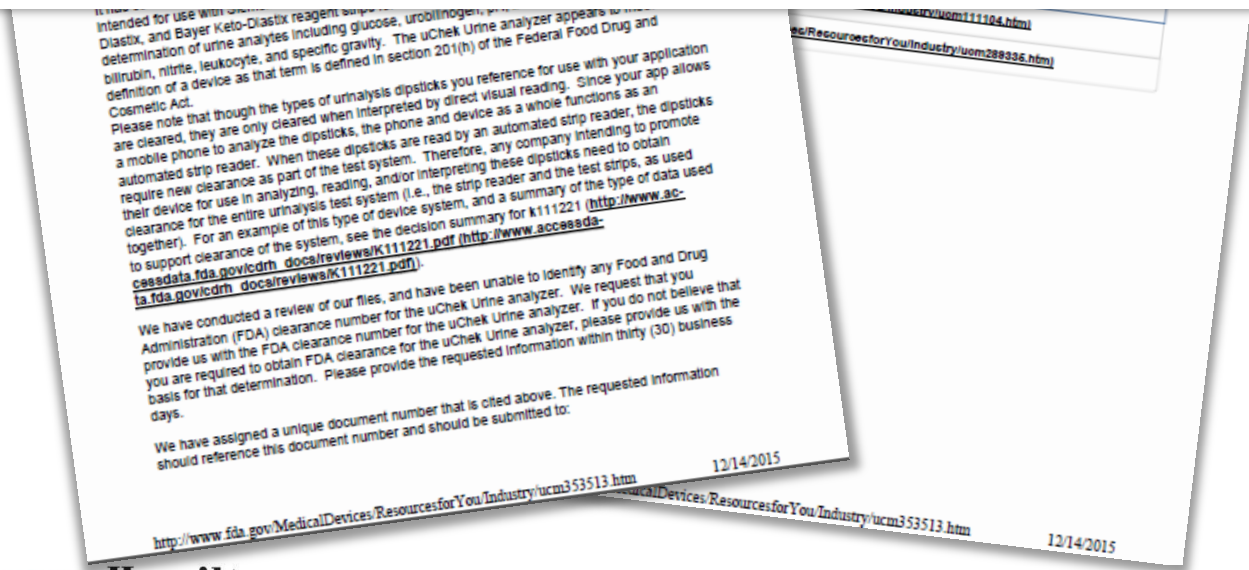 intended for use with
Diastix, and Bayer Keto-Diastix reagent strips
determination of urine analytes including glucose, urobilinogen, pH,
bilirubin, nitrite, leukocyte, and specific gravity. The uChek Urine analyzer appears to
definition of a device as that term is defined in section 201(h) of the Federal Food Drug and
Cosmetic Act.
Please note that though the types of urinalysis dipsticks you reference for use with your application
are cleared, they are only cleared when interpreted by direct visual reading. Since your app allows
a mobile phone to analyze the dipsticks, the phone and device as a whole functions as an
automated strip reader. When these dipsticks are read by an automated strip reader, the dipsticks
require new clearance as part of the test system. Therefore, any company intending to promote
their device for use in analyzing, reading, and/or interpreting these dipsticks need to obtain
clearance for the entire urinalysis test system (i.e., the strip reader and the test strips, as used
together). For an example of this type of device system, and a summary of the type of data used
to support clearance of the system, see the decision summary for k111221 (http://www.ac-
cessdata.fda.gov/cdrh_docs/reviews/K111221.pdf (http://www.accessda-
ta.fda.gov/cdrh_docs/reviews/K111221.pdf)).
We have conducted a review of our files, and have been unable to identify any Food and Drug
Administration (FDA) clearance number for the uChek Urine analyzer. We request that you
provide us with the FDA clearance number for the uChek Urine analyzer. If you do not believe that
you are required to obtain FDA clearance for the uChek Urine analyzer, please provide us with the
basis for that determination. Please provide the requested information within thirty (30) business
days.
We have assigned a unique document number that is cited above. The requested information
should reference this document number and should be submitted to:
http://www.fda.gov/MedicalDevices/ResourcesforYou/Industry/ucm353513.htm 12/14/2015
/uom111104.htm)
es/ResourcesforYou/Industry/uom289336.htm)
icalDevices/ResourcesforYou/Industry/ucm353513.htm 12/14/2015